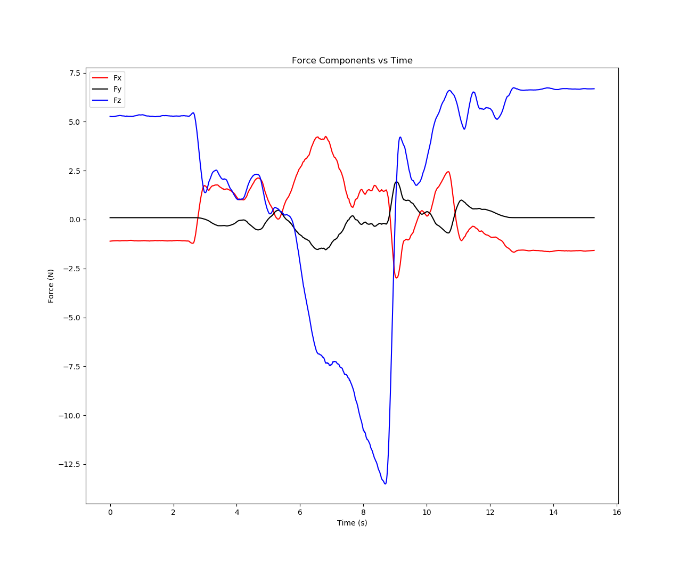 Force Components vs Time
Fx
Fy
Fz
7.5
5.0
2.5
0.0
−2.5
−5.0
−7.5
−10.0
−12.5
Force (N)
0 2 4 6 8 10 12 14 16
Time (s)